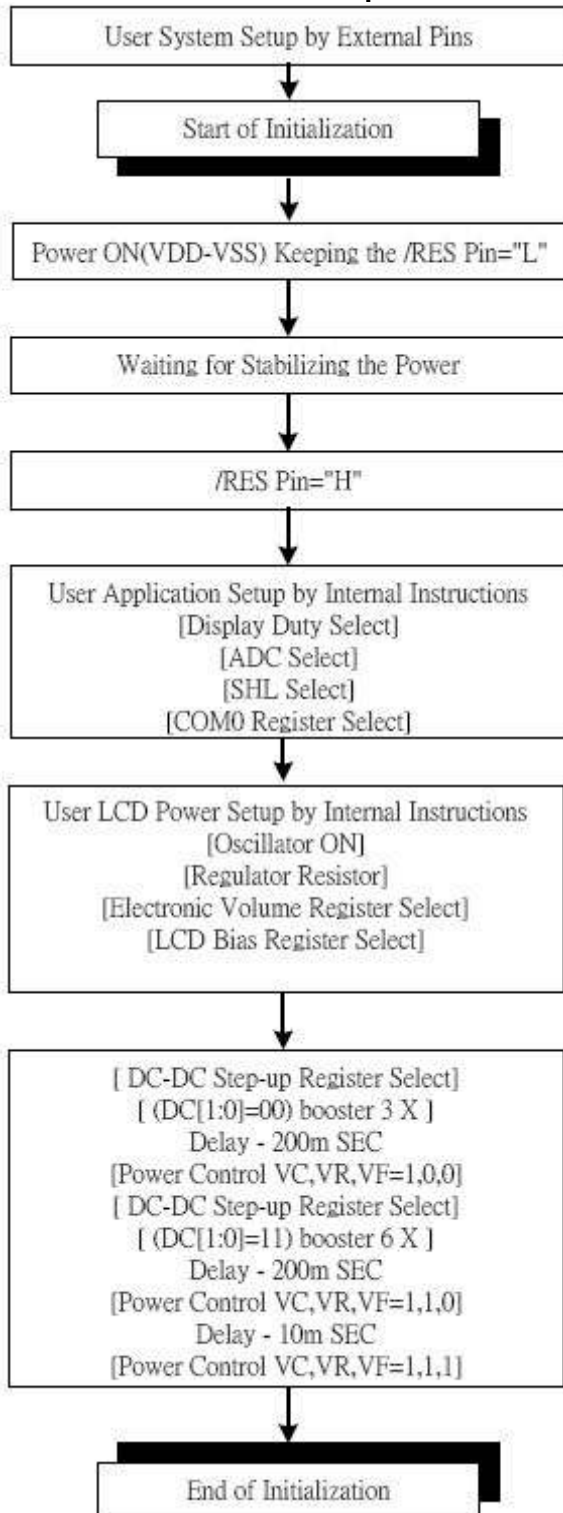 User System Setup by External Pins
Start of Initialization
Power ON(VDD-VSS) Keeping the /RES Pin="L"
Waiting for Stabilizing the Power
/RES Pin="H"
User Application Setup by Internal Instructions
[Display Duty Select]
[ADC Select]
[SHL Select]
[COM0 Register Select]
User LCD Power Setup by Internal Instructions
[Oscillator ON]
[Regulator Resistor]
[Electronic Volume Register Select]
[LCD Bias Register Select]
[ DC-DC Step-up Register Select]
[ (DC[1:0]=00) booster 3 X ]
Delay - 200m SEC
[Power Control VC,VR,VF=1,0,0]
[ DC-DC Step-up Register Select]
[ (DC[1:0]=11) booster 6 X ]
Delay - 200m SEC
[Power Control VC,VR,VF=1,1,0]
Delay - 10m SEC
[Power Control VC,VR,VF=1,1,1]
End of Initialization